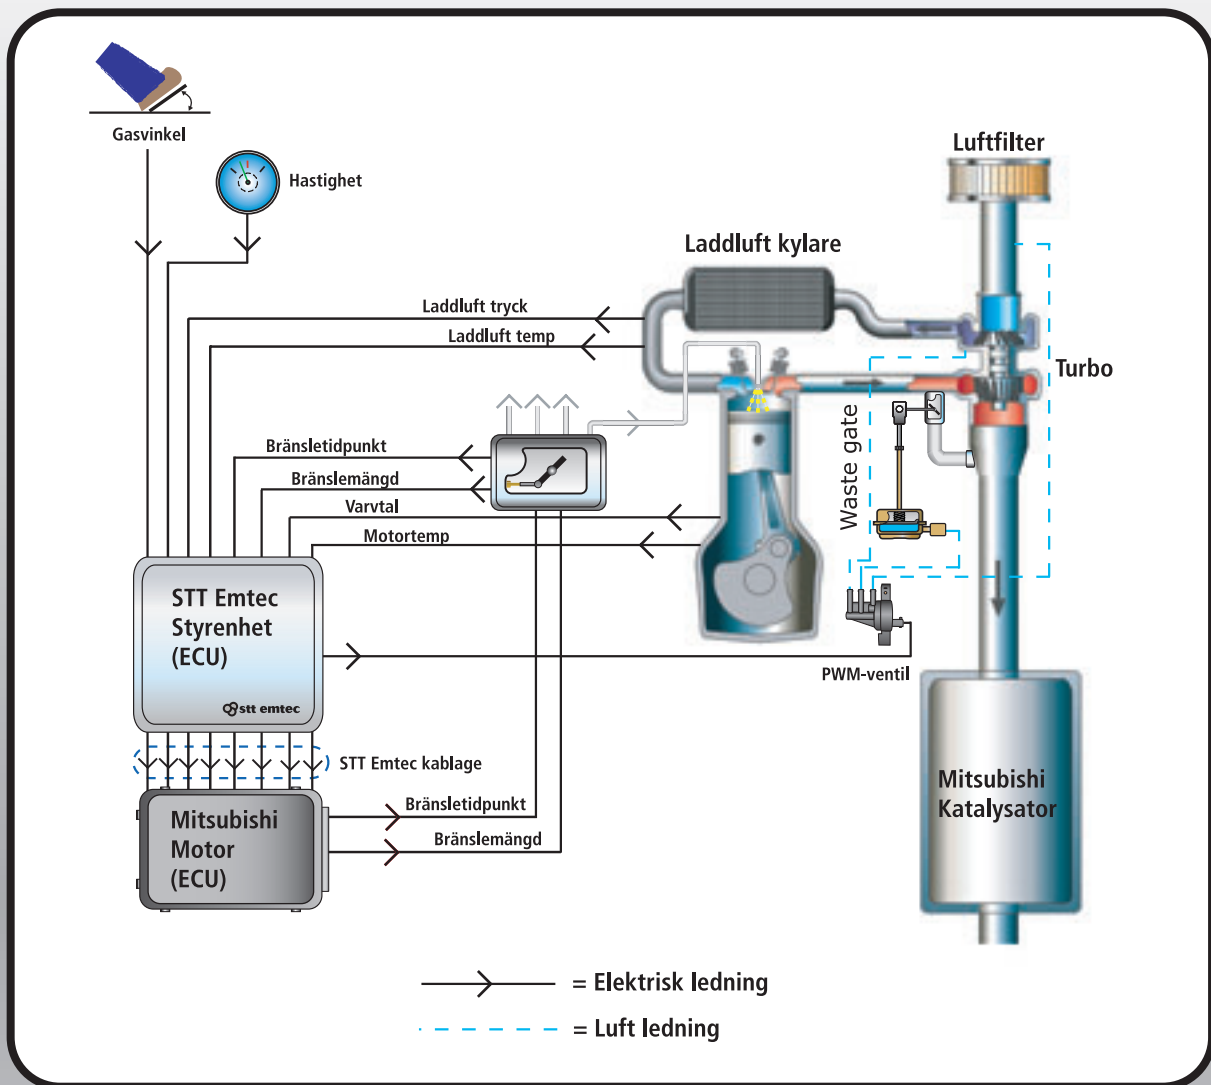 Gasvinkel
Hastighet
Luftfilter
Laddluft kylare
Laddluft tryck
Laddluft temp
Turbo
Waste gate
Bränsletidpunkt
Bränslemängd
Varvtal
Motortemp
STT Emtec
Styrenhet
(ECU)
stt emtec
PWM-ventil
STT Emtec kablage
Mitsubishi
Katalysator
Bränsletidpunkt
Mitsubishi
Motor
(ECU)
Bränslemängd
= Elektrisk ledning
= Luft ledning